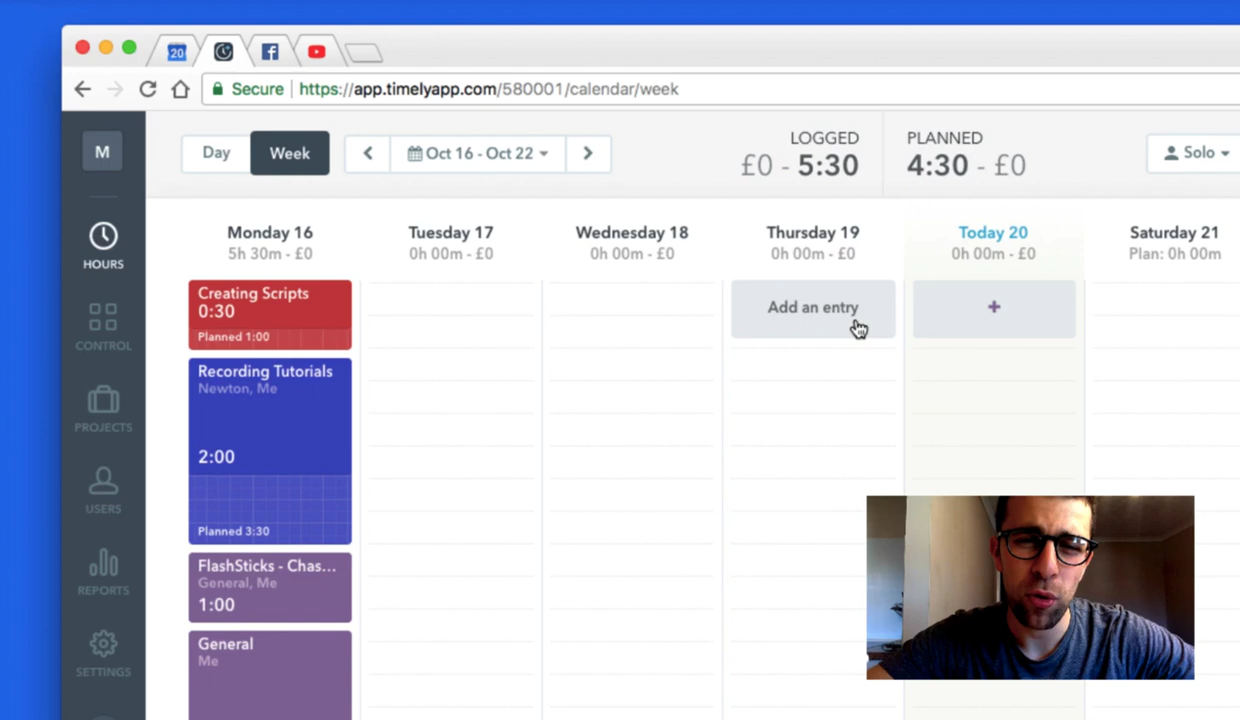 20
Secure | https://app.timelyapp.com/580001/calendar/week
M
Day
Week
Oct 16 - Oct 22
LOGGED
£0 - 5:30
PLANNED
4:30 - £0
Solo
HOURS
CONTROL
PROJECTS
USERS
REPORTS
SETTINGS
Monday 16
5h 30m - £0
Tuesday 17
0h 00m - £0
Wednesday 18
0h 00m - £0
Thursday 19
0h 00m - £0
Today 20
0h 00m - £0
Saturday 21
Plan: 0h 00m
Creating Scripts
0:30
Planned 1:00
Recording Tutorials
Newton, Me
2:00
Planned 3:30
FlashSticks - Chas...
General, Me
1:00
General
Me
Add an entry
+